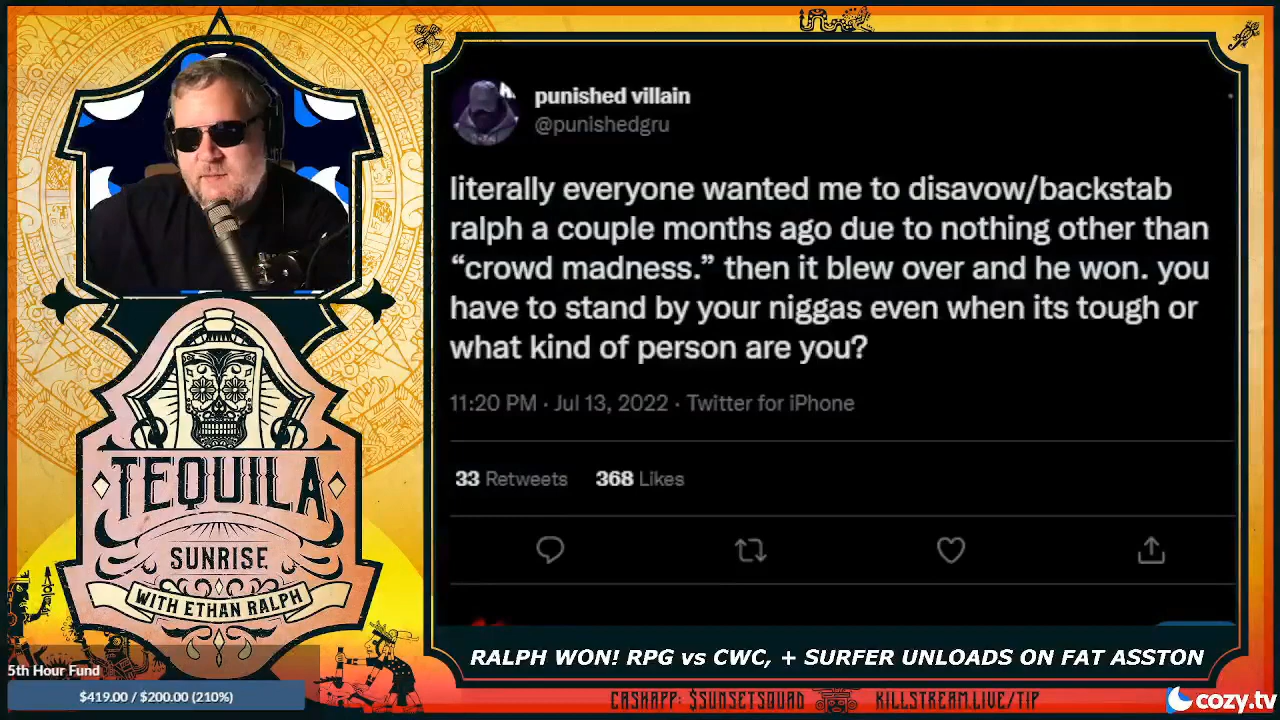 punished villain
@punishedgru
literally everyone wanted me to disavow/backstab
ralph a couple months ago due to nothing other than
“crowd madness.” then it blew over and he won. you
have to stand by your niggas even when its tough or
what kind of person are you?
11:20 PM · Jul 13, 2022 · Twitter for iPhone
33 Retweets 368 Likes
TEQUILA
SUNRISE
WITH ETHAN RALPH
5th Hour Fund
$419.00 / $200.00 (210%)
RALPH WON! RPG vs CWC, + SURFER UNLOADS ON FAT ASSTON
CASHAPP: $SUNSETSQUAD KILLSTREAM.LIVE/TIP
cozy.tv